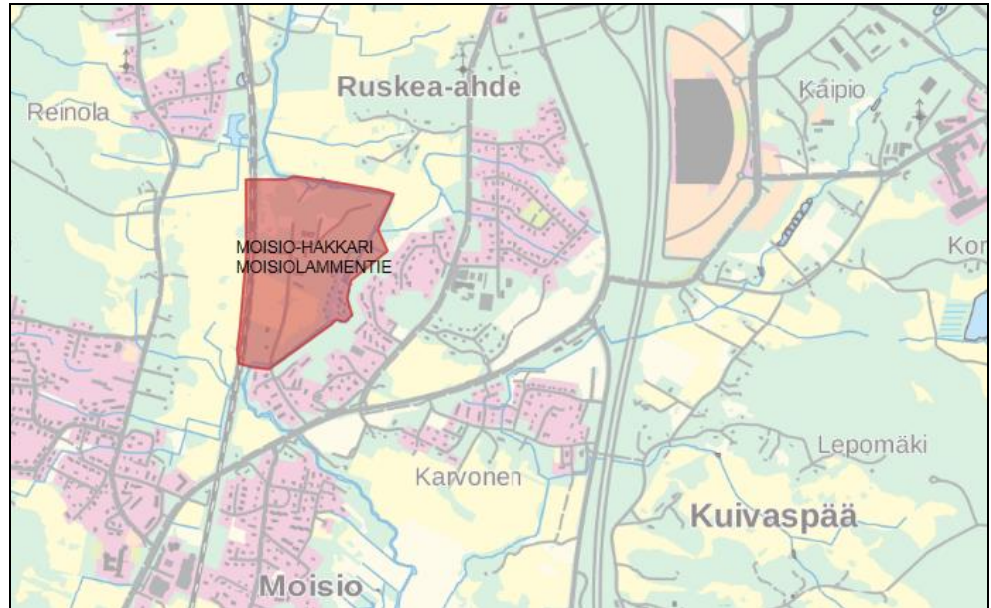 Ruskea-ahde
Kaipio
Reinola
MOISIO-HAKKARI
MOISIOLAMMENTIE
Kor
Lepomäki
Karvonen
Kuivaspää
Moisio